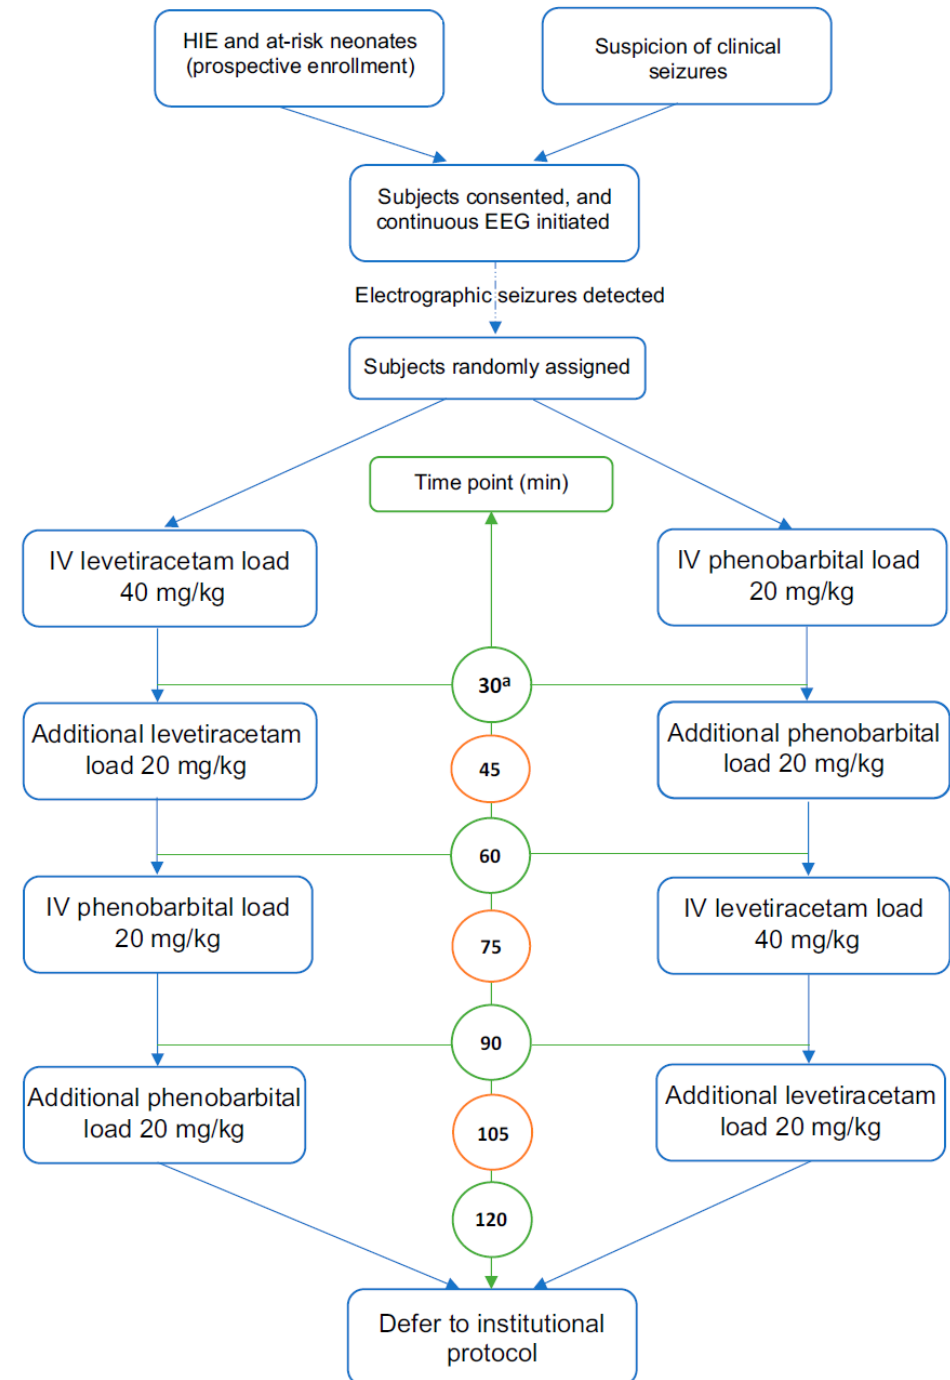 HIE and at-risk neonates
(prospective enrollment)
Suspicion of clinical
seizures
Subjects consented, and
continuous EEG initiated
Electrographic seizures detected
Subjects randomly assigned
Time point (min)
IV levetiracetam load
40 mg/kg
IV phenobarbital load
20 mg/kg
30ᵃ
Additional levetiracetam
load 20 mg/kg
Additional phenobarbital
load 20 mg/kg
45
60
IV phenobarbital load
20 mg/kg
IV levetiracetam load
40 mg/kg
75
90
Additional phenobarbital
load 20 mg/kg
Additional levetiracetam
load 20 mg/kg
105
120
Defer to institutional
protocol